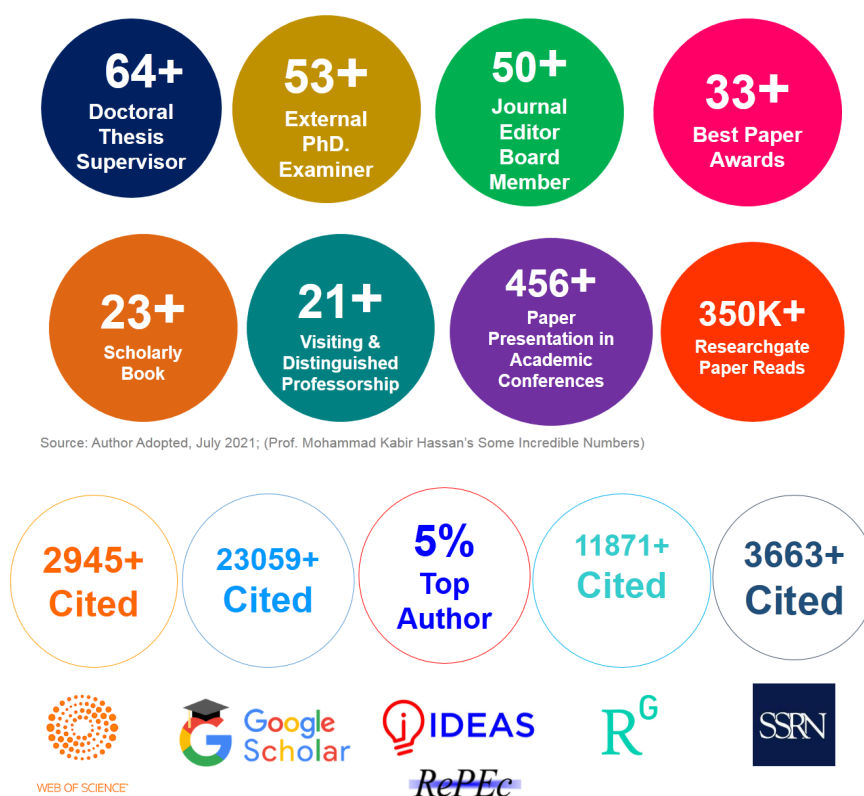 64+
Doctoral
Thesis
Supervisor
53+
External
PhD.
Examiner
50+
Journal
Editor
Board
Member
33+
Best Paper
Awards
23+
Scholarly
Book
21+
Visiting &
Distinguished
Professorship
456+
Paper
Presentation in
Academic
Conferences
350K+
Researchgate
Paper Reads
Source: Author Adopted, July 2021; (Prof. Mohammad Kabir Hassan's Some Incredible Numbers)
2945+
Cited
23059+
Cited
5%
Top
Author
11871+
Cited
3663+
Cited
WEB OF SCIENCE™
Google
Scholar
IDEAS
RePEc
RG
SSRN